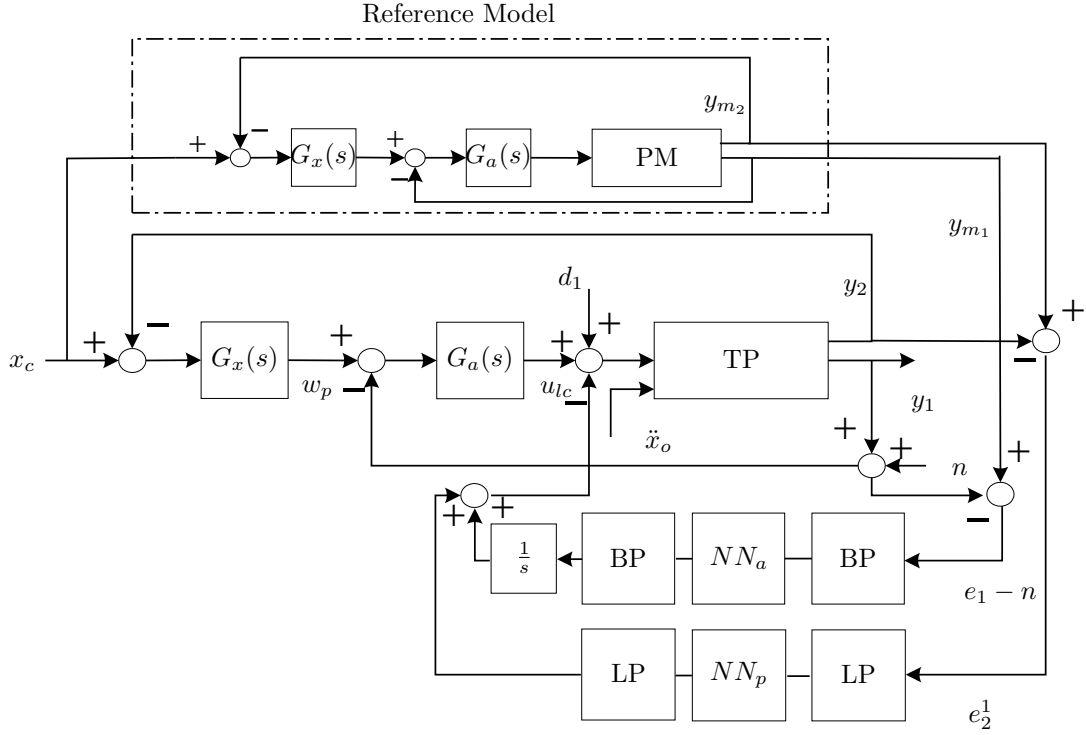 Reference Model
y_{m_2}
+
−
G_x(s)
+
−
G_a(s)
PM
y_{m_1}
d_1
y_2
+
−
+
+
+
+
−
x_c
G_x(s)
w_p
−
G_a(s)
u_{lc}
−
TP
y_1
ẍ_o
+
+
n
+
−
+
+
1/s
BP
NN_a
BP
e_1 − n
LP
NN_p
LP
e_2^1